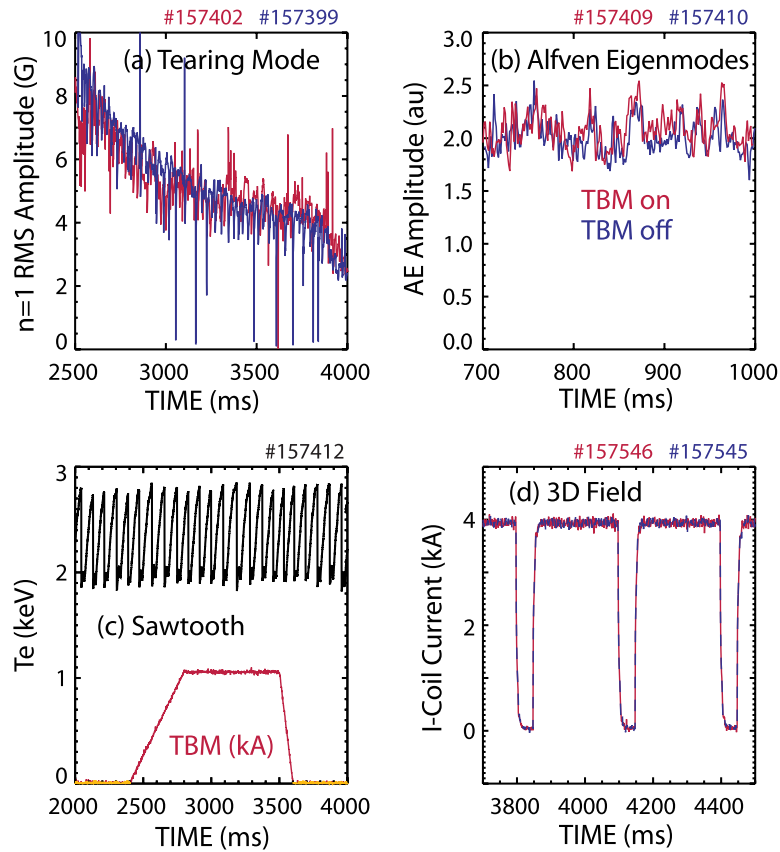 #157402 #157399
(a) Tearing Mode
n=1 RMS Amplitude (G)
10
8
6
4
2
0
2500 3000 3500 4000
TIME (ms)
#157409 #157410
(b) Alfven Eigenmodes
AE Amplitude (au)
3.0
2.5
2.0
1.5
1.0
0.5
0.0
TBM on
TBM off
700 800 900 1000
TIME (ms)
#157412
Te (keV)
3
2
1
0
(c) Sawtooth
TBM (kA)
2000 2500 3000 3500 4000
TIME (ms)
#157546 #157545
(d) 3D Field
I-Coil Current (kA)
4
2
0
3800 4000 4200 4400
TIME (ms)